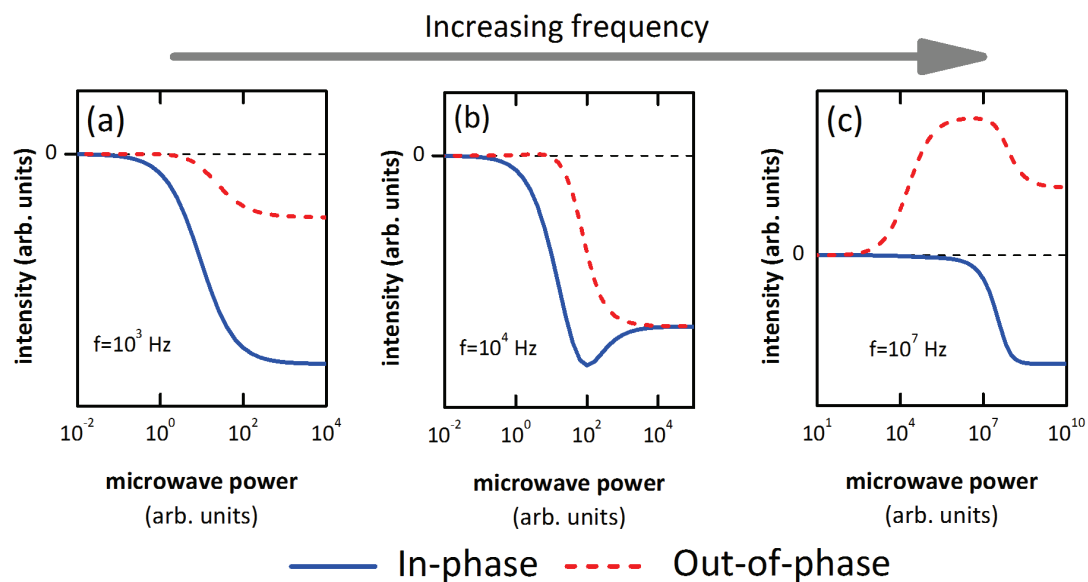 Increasing frequency
(a)
0
intensity (arb. units)
f=10³ Hz
10⁻² 10⁰ 10² 10⁴
microwave power
(arb. units)
(b)
0
intensity (arb. units)
f=10⁴ Hz
10⁻² 10⁰ 10² 10⁴
microwave power
(arb. units)
(c)
0
intensity (arb. units)
f=10⁷ Hz
10¹ 10⁴ 10⁷ 10¹⁰
microwave power
(arb. units)
In-phase Out-of-phase